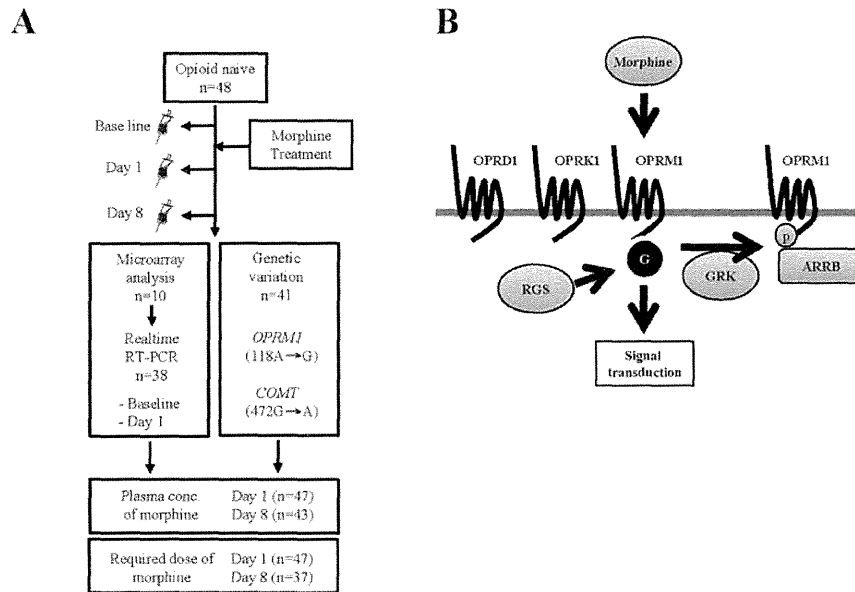 A
Opioid naive
n=48
Base line
Morphine
Treatment
Day 1
Day 8
Microarray
analysis
n=10
Realtime
RT-PCR
n=38
- Baseline
- Day 1
Genetic
variation
n=41
OPRM1
(118A→G)
COMT
(472G→A)
Plasma conc.
of morphine
Day 1 (n=47)
Day 8 (n=43)
Required dose of
morphine
Day 1 (n=47)
Day 8 (n=37)
B
Morphine
OPRD1
OPRK1
OPRM1
OPRM1
p
G
RGS
GRK
ARRB
Signal
transduction